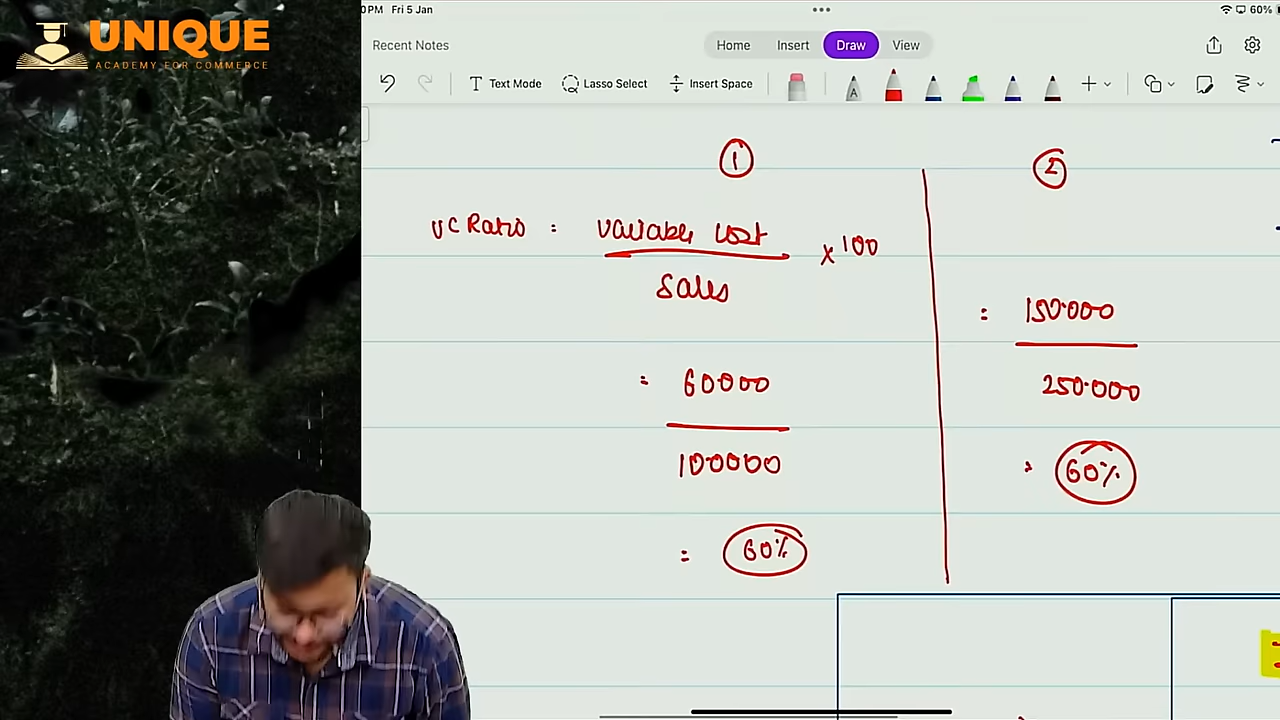 UNIQUE
ACADEMY FOR COMMERCE
PM Fri 5 Jan
60%
Recent Notes
Home Insert Draw View
Text Mode Lasso Select Insert Space
A
1
VC Ratio = Variable Cost × 100
Sales
= 60000
100000
= 60%
2
= 150000
250000
= 60%